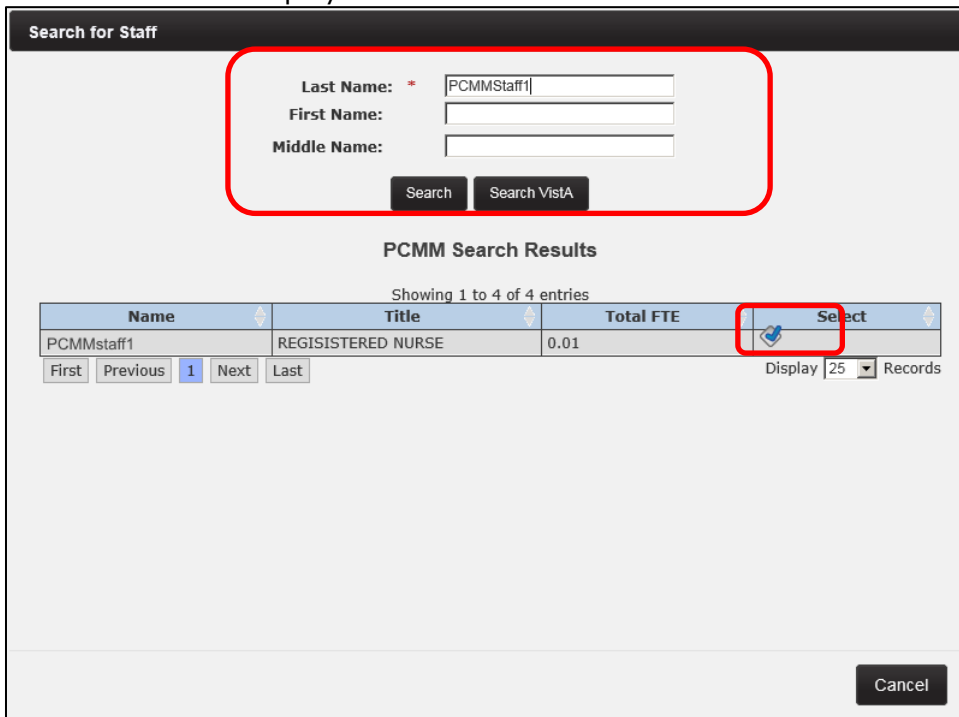 Search for Staff
Last Name: * PCMMStaff1
First Name:
Middle Name:
Search Search VistA
PCMM Search Results
Showing 1 to 4 of 4 entries
Name Title Total FTE Select
PCMMstaff1 REGISISTERED NURSE 0.01
First Previous 1 Next Last Display 25 Records
Cancel